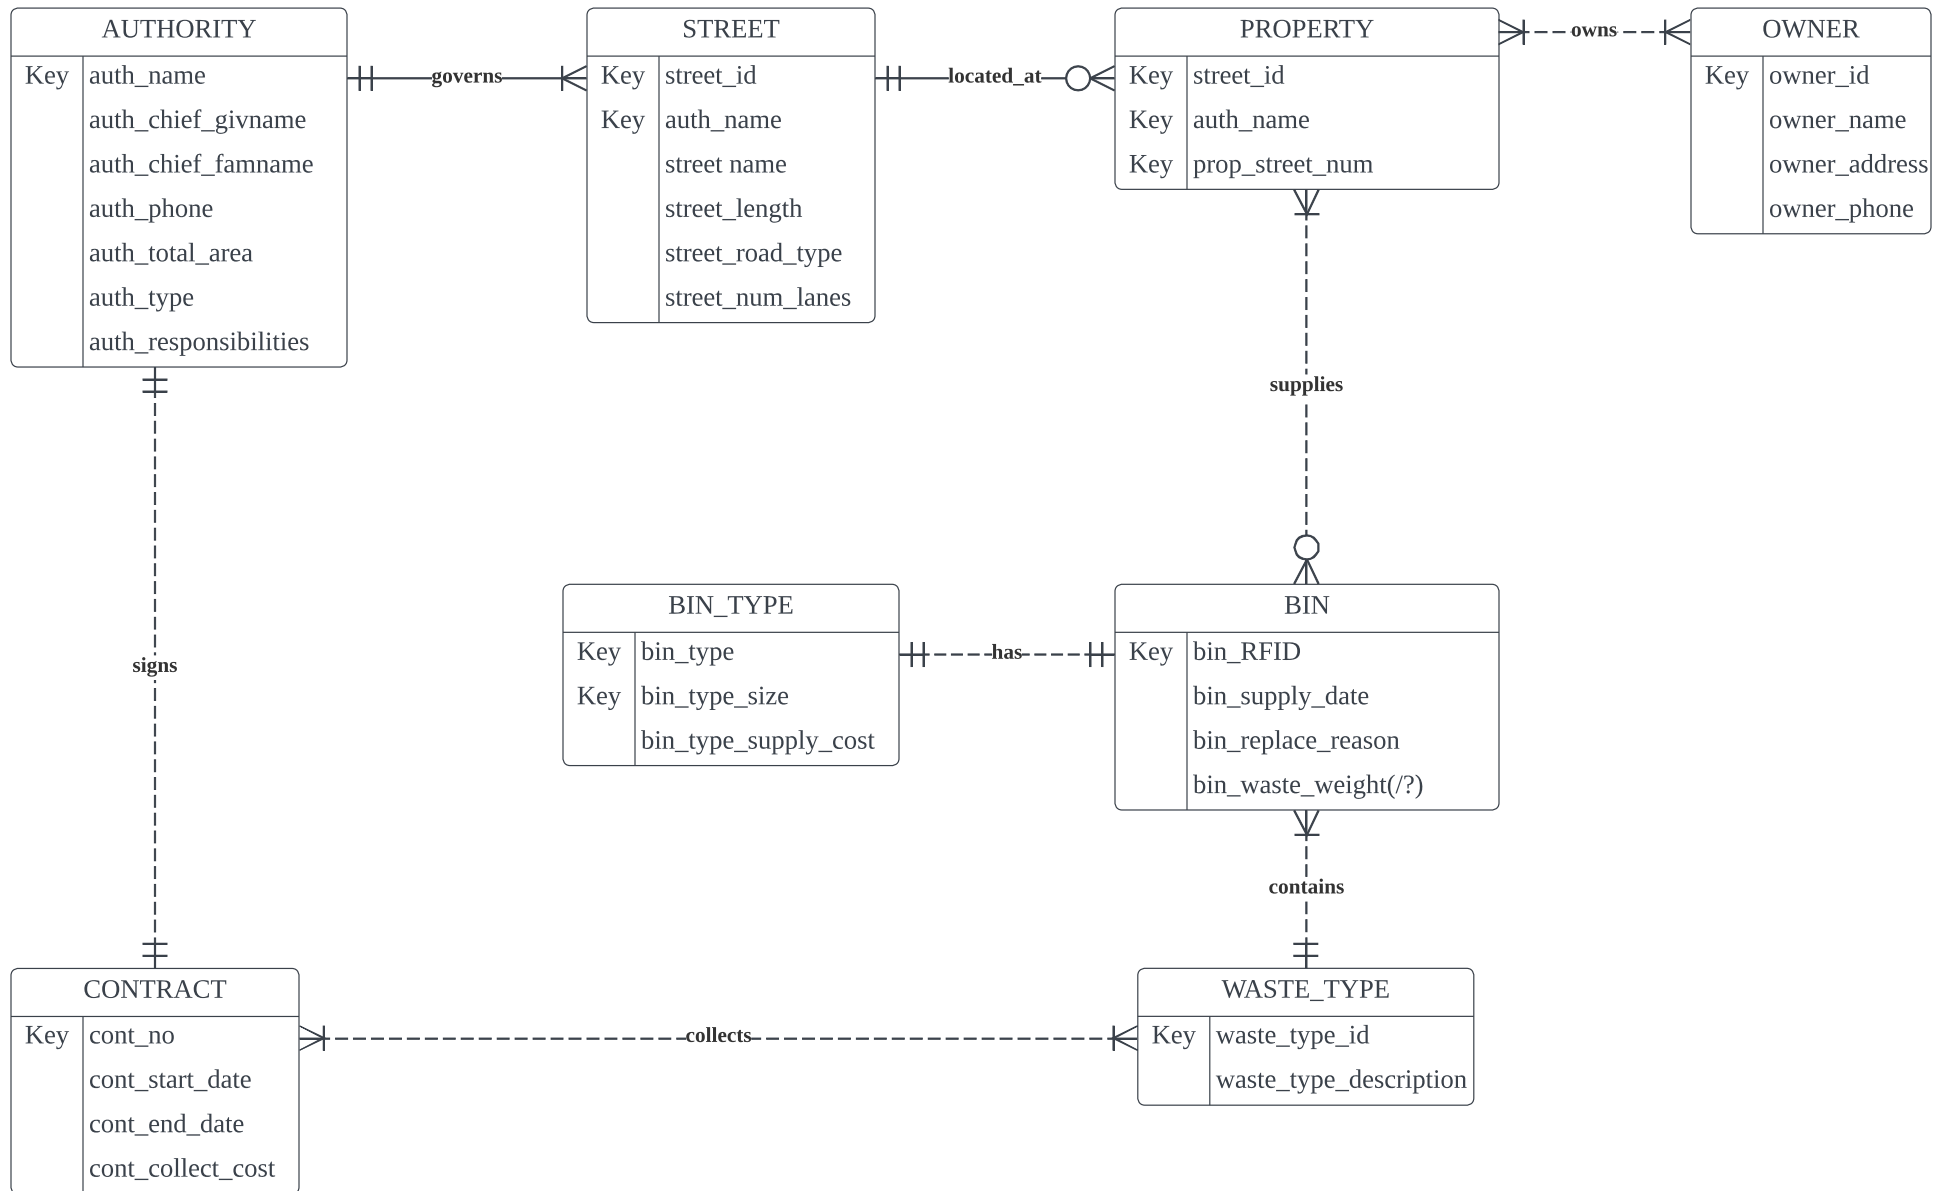 AUTHORITY
Key auth_name
auth_chief_givname
auth_chief_famname
auth_phone
auth_total_area
auth_type
auth_responsibilities
governs
STREET
Key street_id
Key auth_name
street name
street_length
street_road_type
street_num_lanes
located_at
PROPERTY
Key street_id
Key auth_name
Key prop_street_num
owns
OWNER
Key owner_id
owner_name
owner_address
owner_phone
supplies
signs
BIN_TYPE
Key bin_type
Key bin_type_size
bin_type_supply_cost
has
BIN
Key bin_RFID
bin_supply_date
bin_replace_reason
bin_waste_weight(/?)
contains
CONTRACT
Key cont_no
cont_start_date
cont_end_date
cont_collect_cost
collects
WASTE_TYPE
Key waste_type_id
waste_type_description